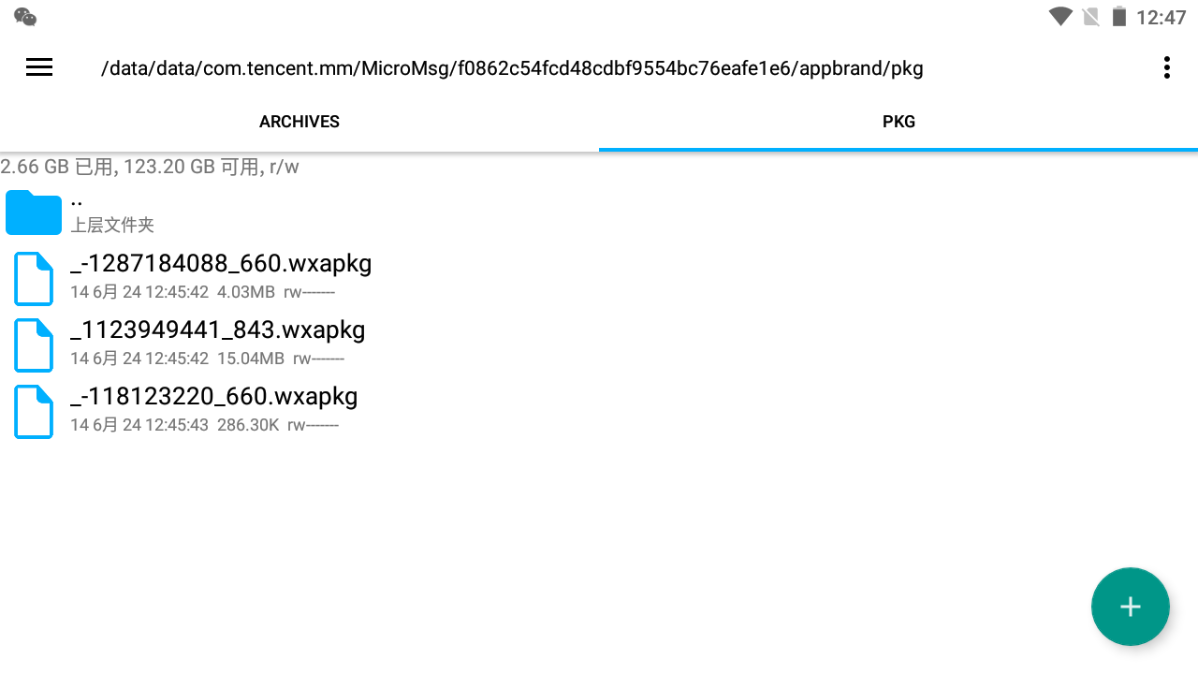 12:47
/data/data/com.tencent.mm/MicroMsg/f0862c54fcd48cdbf9554bc76eafe1e6/appbrand/pkg
ARCHIVES
PKG
2.66 GB 已用, 123.20 GB 可用, r/w
..
上层文件夹
_-1287184088_660.wxapkg
14 6月 24 12:45:42 4.03MB rw-------
_1123949441_843.wxapkg
14 6月 24 12:45:42 15.04MB rw-------
_-118123220_660.wxapkg
14 6月 24 12:45:43 286.30K rw-------